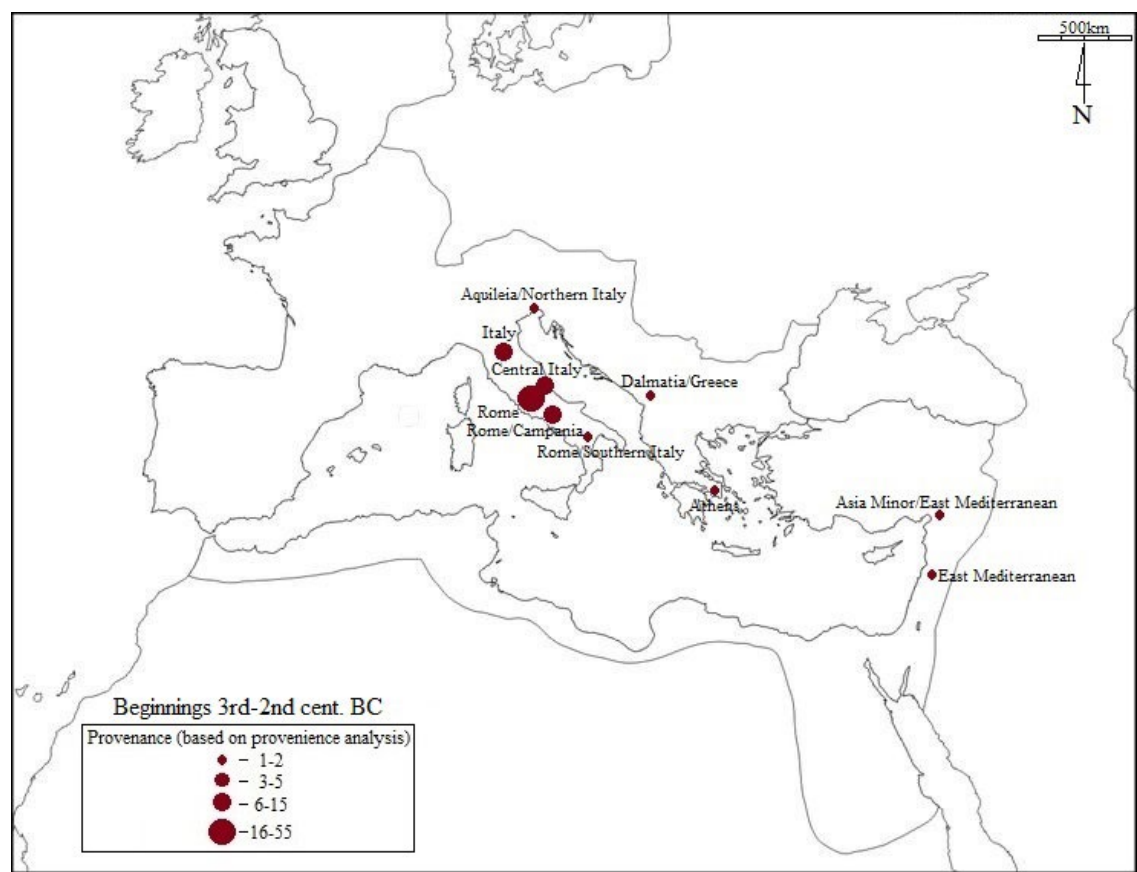 500km
N
Aquileia/Northern Italy
Italy
Central Italy
Dalmatia/Greece
Rome
Rome/Campania
Rome/Southern Italy
Athens
Asia Minor/East Mediterranean
East Mediterranean
Beginnings 3rd-2nd cent. BC
Provenance (based on provenience analysis)
- 1-2
- 3-5
- 6-15
-16-55